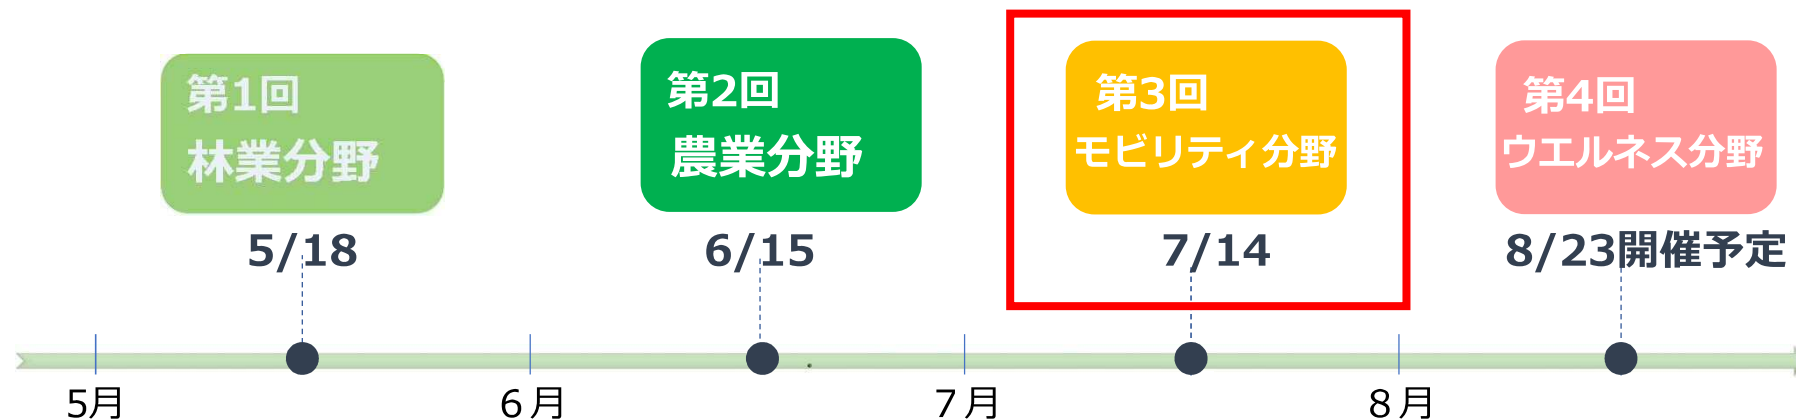 第1回
林業分野
5/18
第2回
農業分野
6/15
第3回
モビリティ分野
7/14
第4回
ウエルネス分野
8/23開催予定
5月
6月
7月
8月